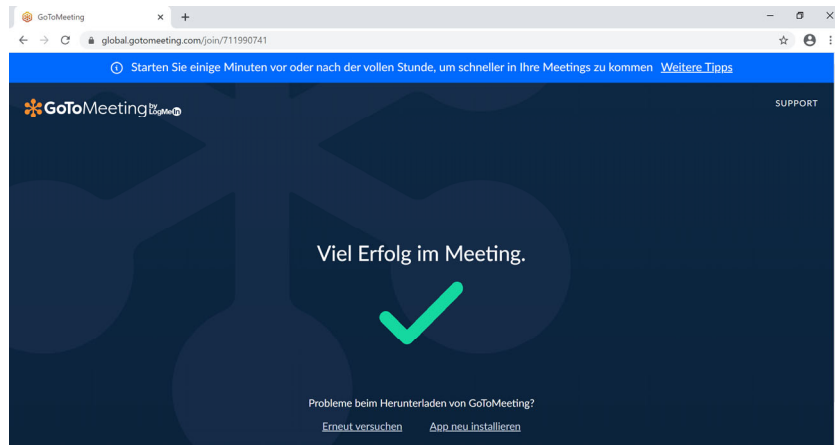 GoToMeeting
global.gotomeeting.com/join/711990741
Starten Sie einige Minuten vor oder nach der vollen Stunde, um schneller in Ihre Meetings zu kommen Weitere Tipps
GoToMeeting by LogMeIn
SUPPORT
Viel Erfolg im Meeting.
Probleme beim Herunterladen von GoToMeeting?
Erneut versuchen App neu installieren